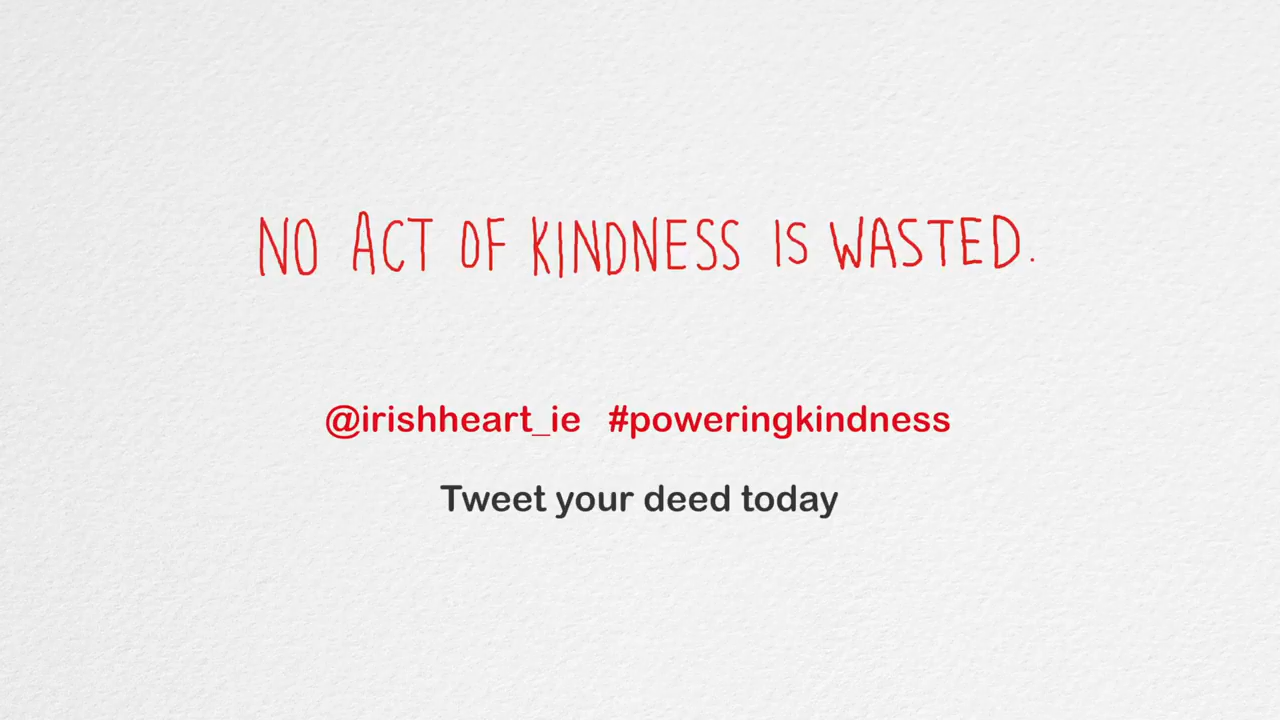 NO ACT OF KINDNESS IS WASTED.
@irishheart_ie #poweringkindness
Tweet your deed today